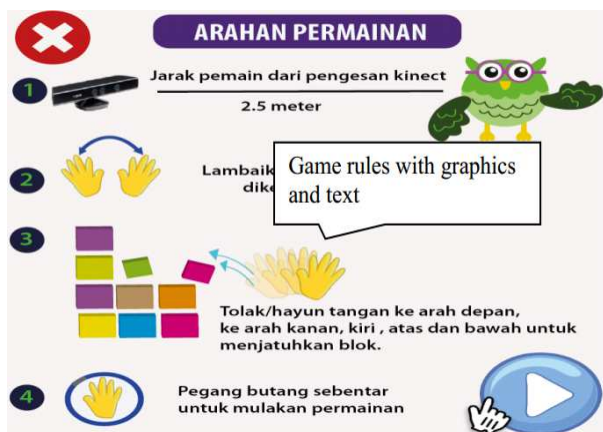 ARAHAN PERMAINAN
1
Jarak pemain dari pengesan kinect
2.5 meter
2
Lambaik
dike
Game rules with graphics
and text
3
Tolak/hayun tangan ke arah depan,
ke arah kanan, kiri , atas dan bawah untuk
menjatuhkan blok.
4
Pegang butang sebentar
untuk mulakan permainan